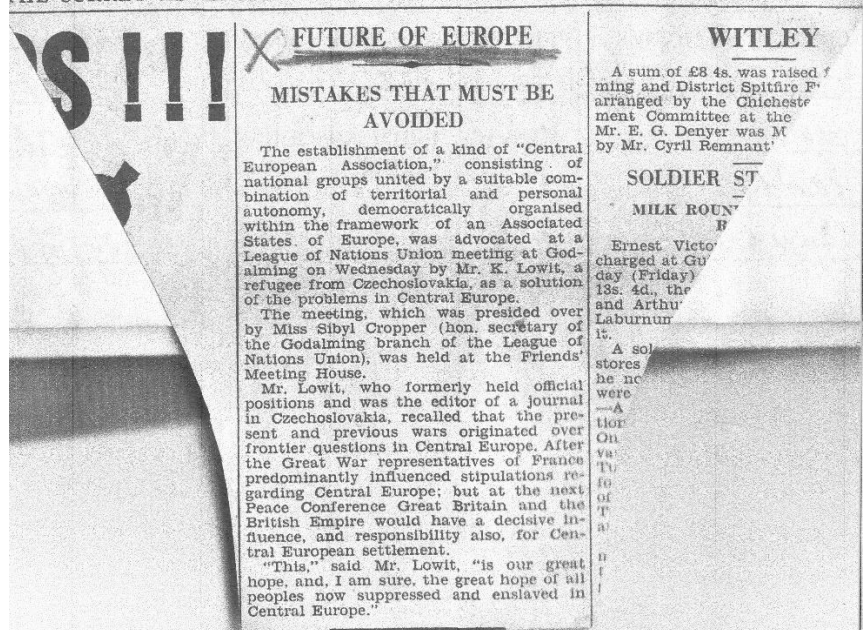 S !!!
FUTURE OF EUROPE
MISTAKES THAT MUST BE
AVOIDED
The establishment of a kind of "Central
European Association," consisting of
national groups united by a suitable com-
bination of territorial and personal
autonomy, democratically organised
within the framework of an Associated
States of Europe, was advocated at a
League of Nations Union meeting at God-
alming on Wednesday by Mr. K. Lowit, a
refugee from Czechoslovakia, as a solution
of the problems in Central Europe.
The meeting, which was presided over
by Miss Sibyl Cropper (hon. secretary of
the Godalming branch of the League of
Nations Union), was held at the Friends'
Meeting House.
Mr. Lowit, who formerly held official
positions and was the editor of a journal
in Czechoslovakia, recalled that the pre-
sent and previous wars originated over
frontier questions in Central Europe. After
the Great War representatives of France
predominantly influenced stipulations re-
garding Central Europe; but at the next
Peace Conference Great Britain and the
British Empire would have a decisive in-
fluence, and responsibility also, for Cen-
tral European settlement.
"This," said Mr. Lowit, "is our great
hope, and, I am sure, the great hope of all
peoples now suppressed and enslaved in
Central Europe."
WITLEY
A sum of £8 4s. was raised
ming and District Spitfire
arranged by the Chichester
ment Committee at the
Mr. E. G. Denyer was M
by Mr. Cyril Remnant'
SOLDIER ST
MILK ROUN
R
Ernest Victo
charged at Gu
day (Friday)
13s. 4d., the
and Arthu
Laburnum
it.
A sol
stores
he no
were
—A
tion
On
va
Tu
fo
of
T
a
n
f